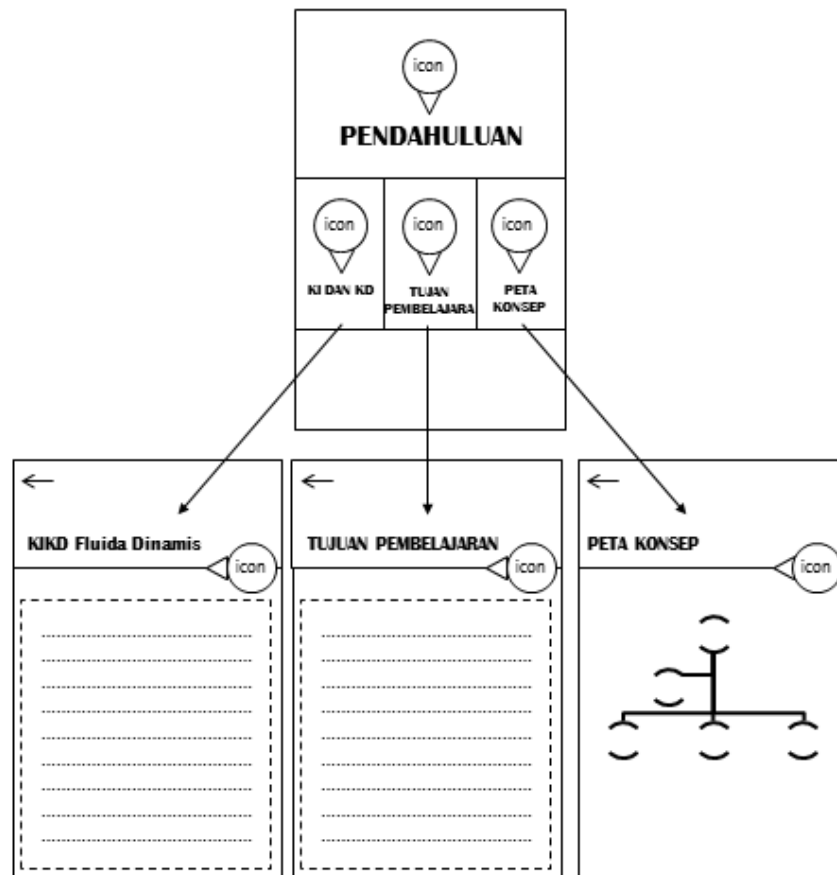 icon
PENDAHULUAN
icon
icon
icon
KI DAN KD
TUJAN
PEMBELAJARA
PETA
KONSEP
KIKD Fluida Dinamis
icon
TUJUAN PEMBELAJARAN
icon
PETA KONSEP
icon